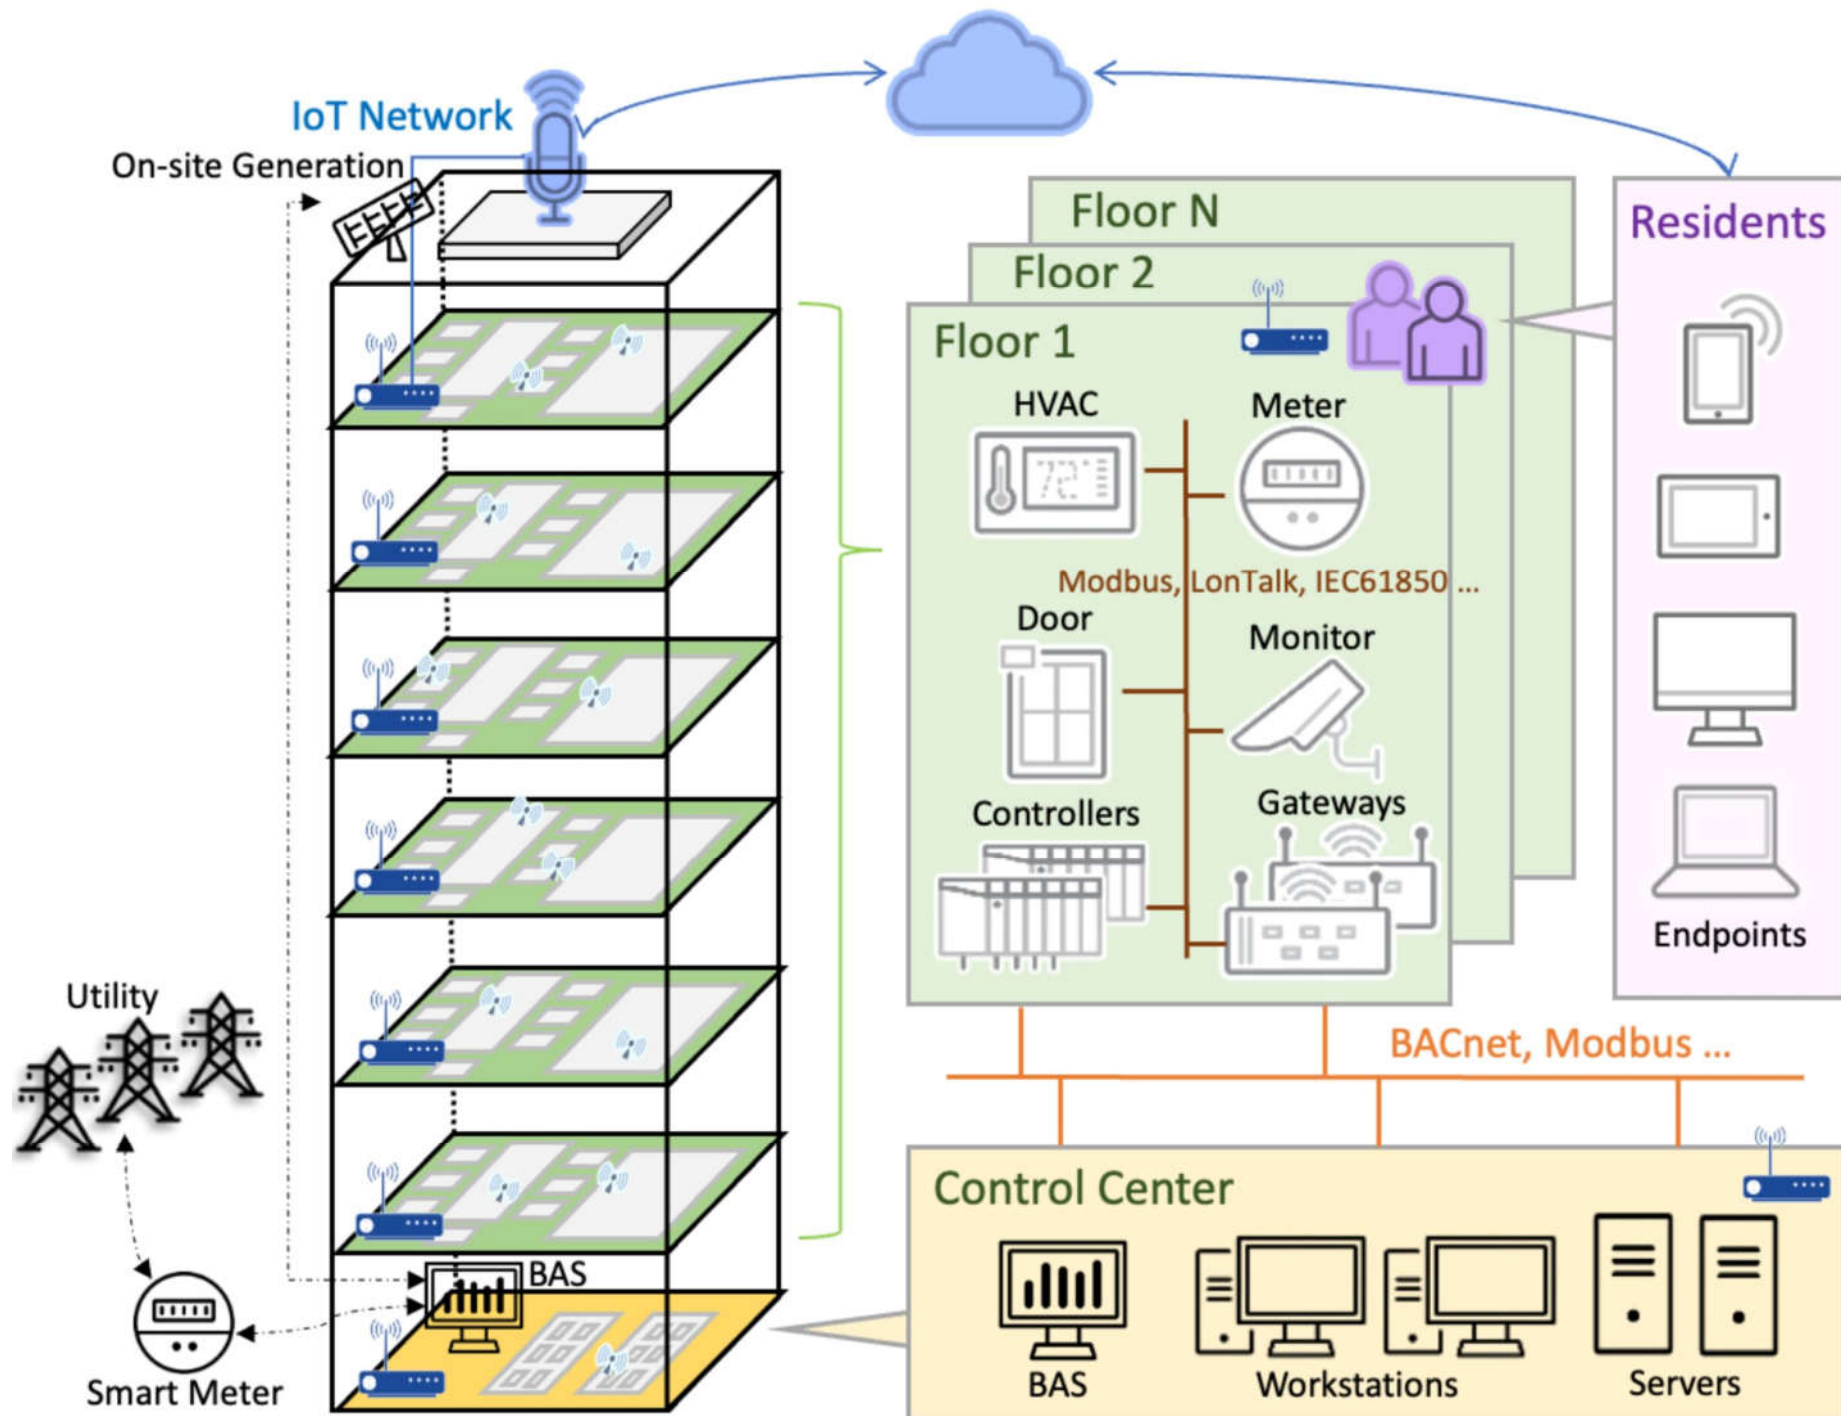 IoT Network
On-site Generation
Utility
BAS
Smart Meter
Floor N
Floor 2
Floor 1
HVAC
Meter
72
Modbus, LonTalk, IEC61850 ...
Door
Monitor
Controllers
Gateways
Residents
Endpoints
BACnet, Modbus ...
Control Center
BAS
Workstations
Servers